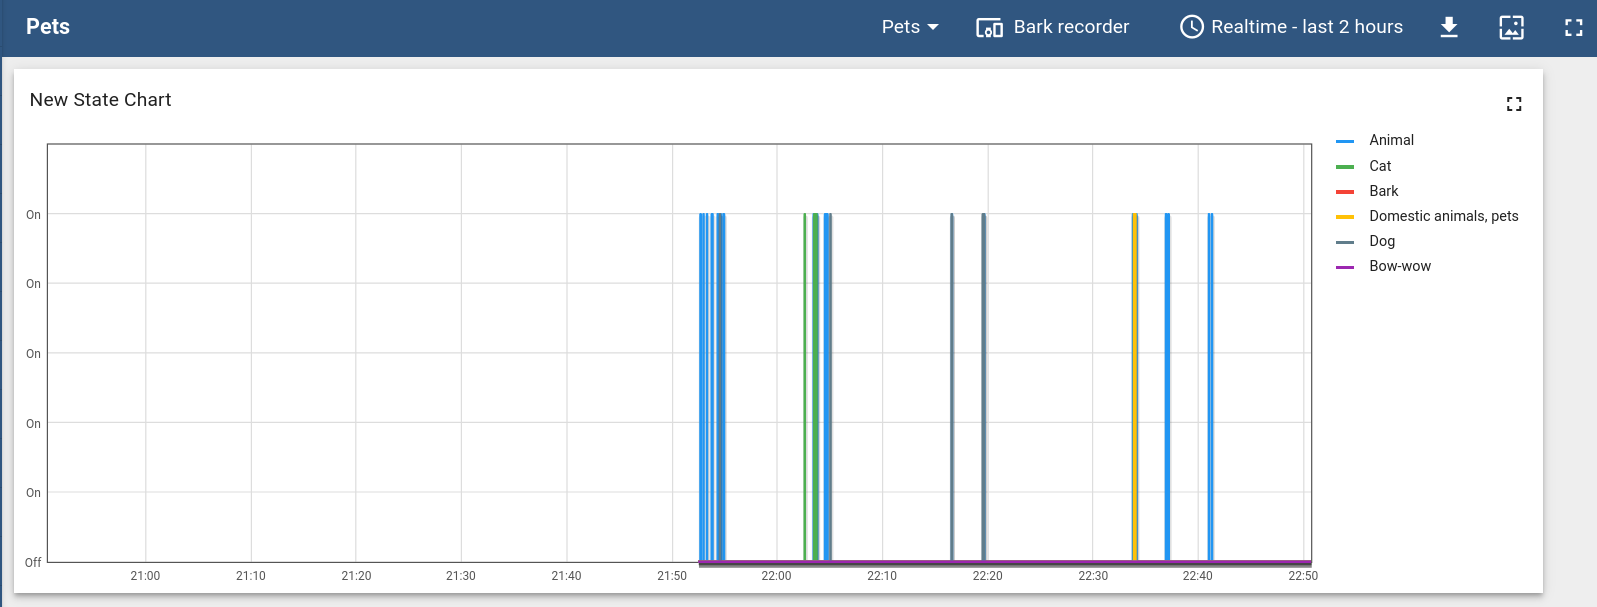 Pets
Pets
Bark recorder
Realtime - last 2 hours
New State Chart
Animal
Cat
Bark
Domestic animals, pets
Dog
Bow-wow
On
On
On
On
On
Off
21:00 21:10 21:20 21:30 21:40 21:50 22:00 22:10 22:20 22:30 22:40 22:50